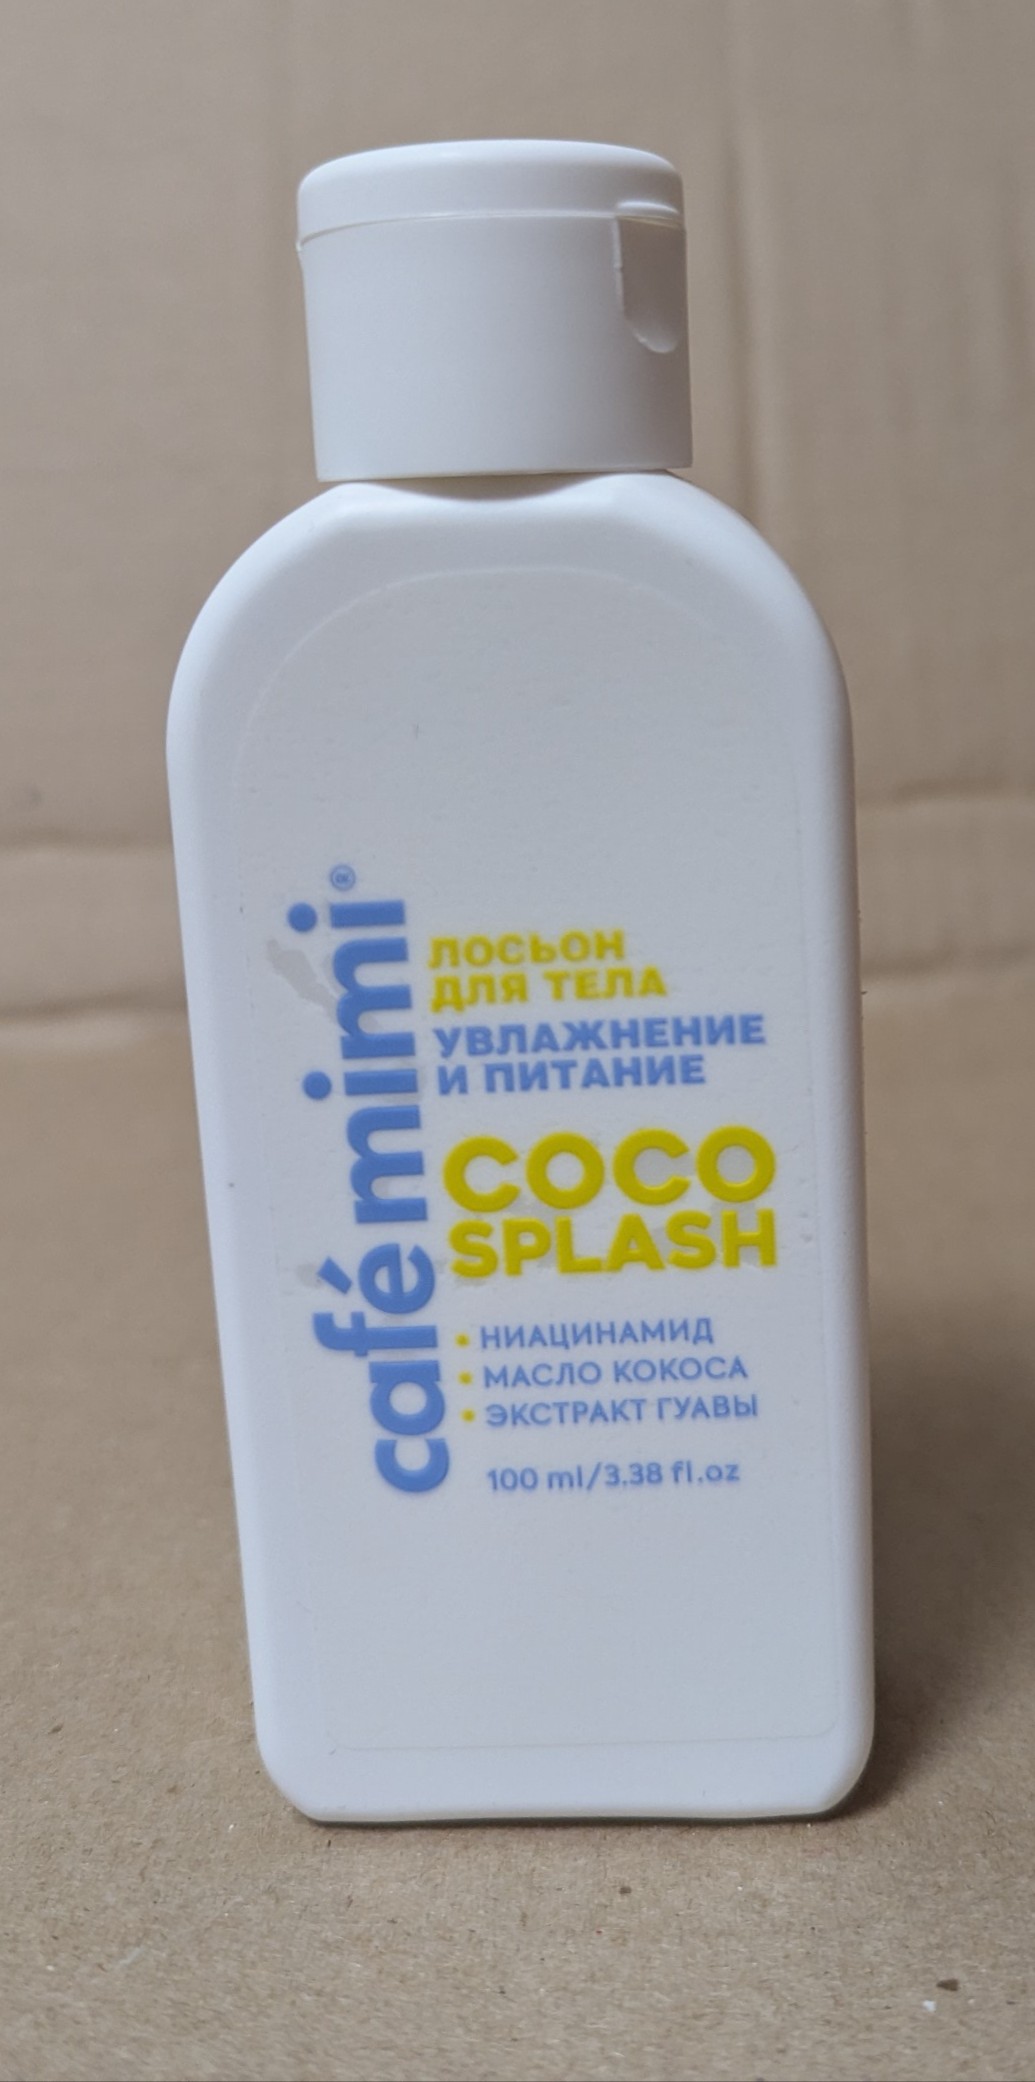 café mimi®
ЛОСЬОН
ДЛЯ ТЕЛА
УВЛАЖНЕНИЕ
И ПИТАНИЕ
COCO
SPLASH
• НИАЦИНАМИД
• МАСЛО КОКОСА
• ЭКСТРАКТ ГУАВЫ
100 ml/3.38 fl.oz